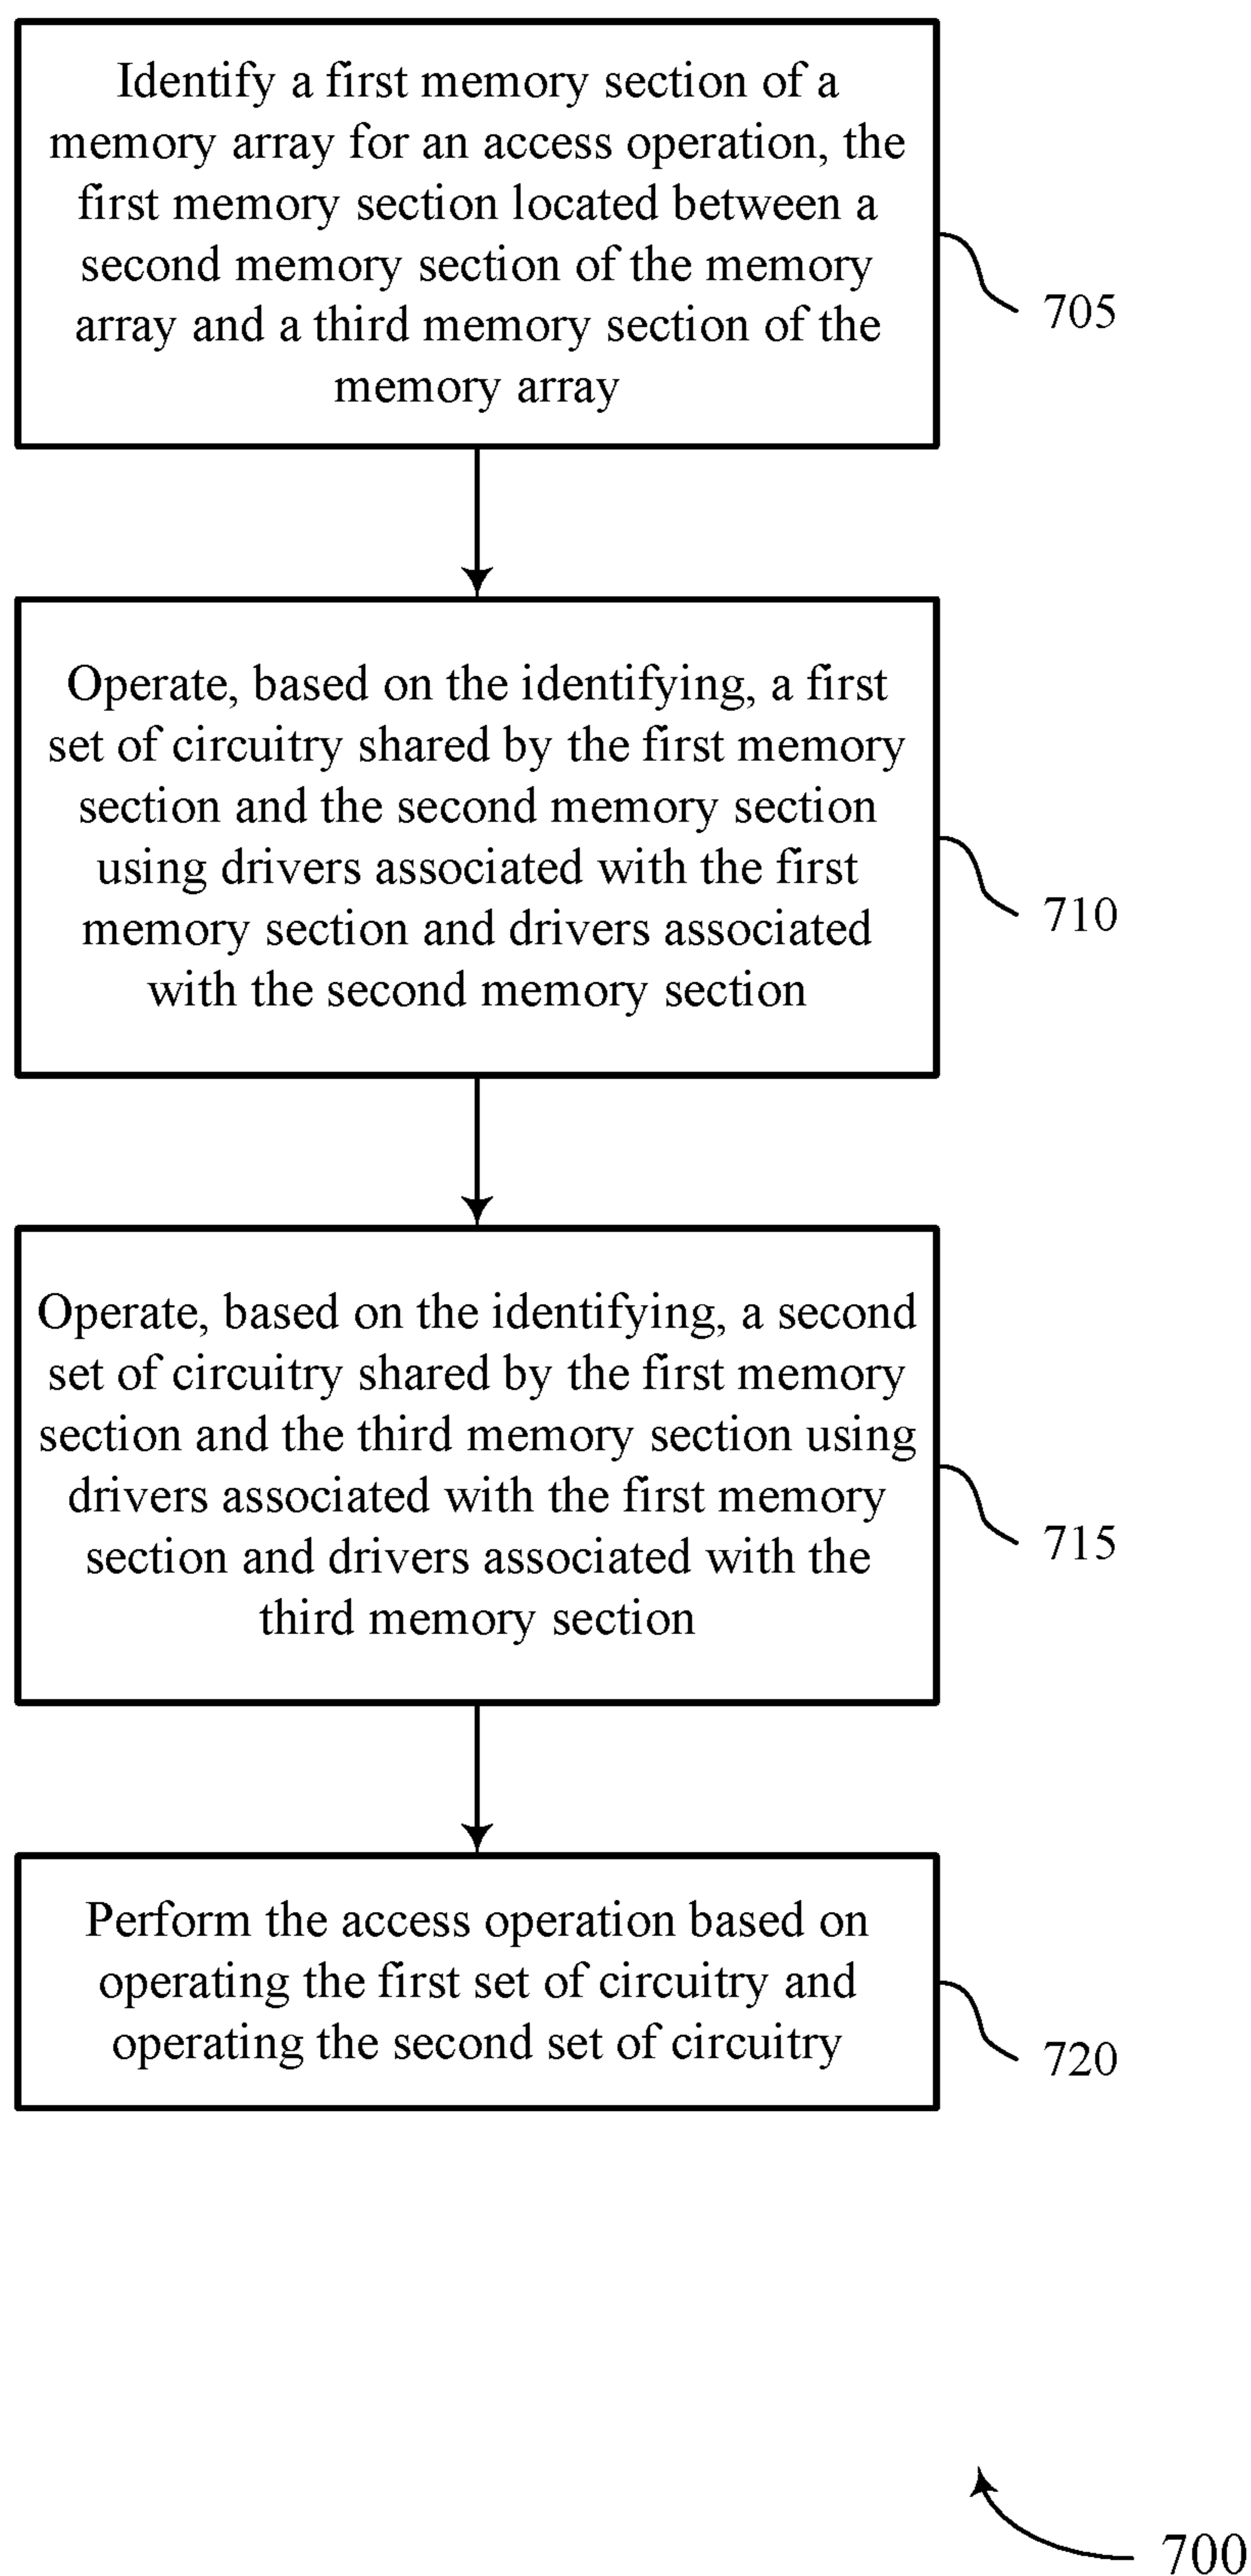 Identify a first memory section of a
memory array for an access operation, the
first memory section located between a
second memory section of the memory
array and a third memory section of the
memory array
705
Operate, based on the identifying, a first
set of circuitry shared by the first memory
section and the second memory section
using drivers associated with the first
memory section and drivers associated
with the second memory section
710
Operate, based on the identifying, a second
set of circuitry shared by the first memory
section and the third memory section using
drivers associated with the first memory
section and drivers associated with the
third memory section
715
Perform the access operation based on
operating the first set of circuitry and
operating the second set of circuitry
720
700